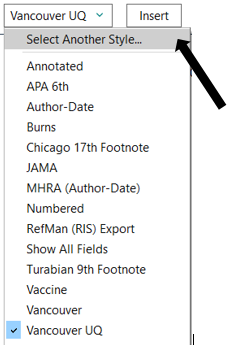 Vancouver UQ Insert
Select Another Style...
Annotated
APA 6th
Author-Date
Burns
Chicago 17th Footnote
JAMA
MHRA (Author-Date)
Numbered
RefMan (RIS) Export
Show All Fields
Turabian 9th Footnote
Vaccine
Vancouver
Vancouver UQ